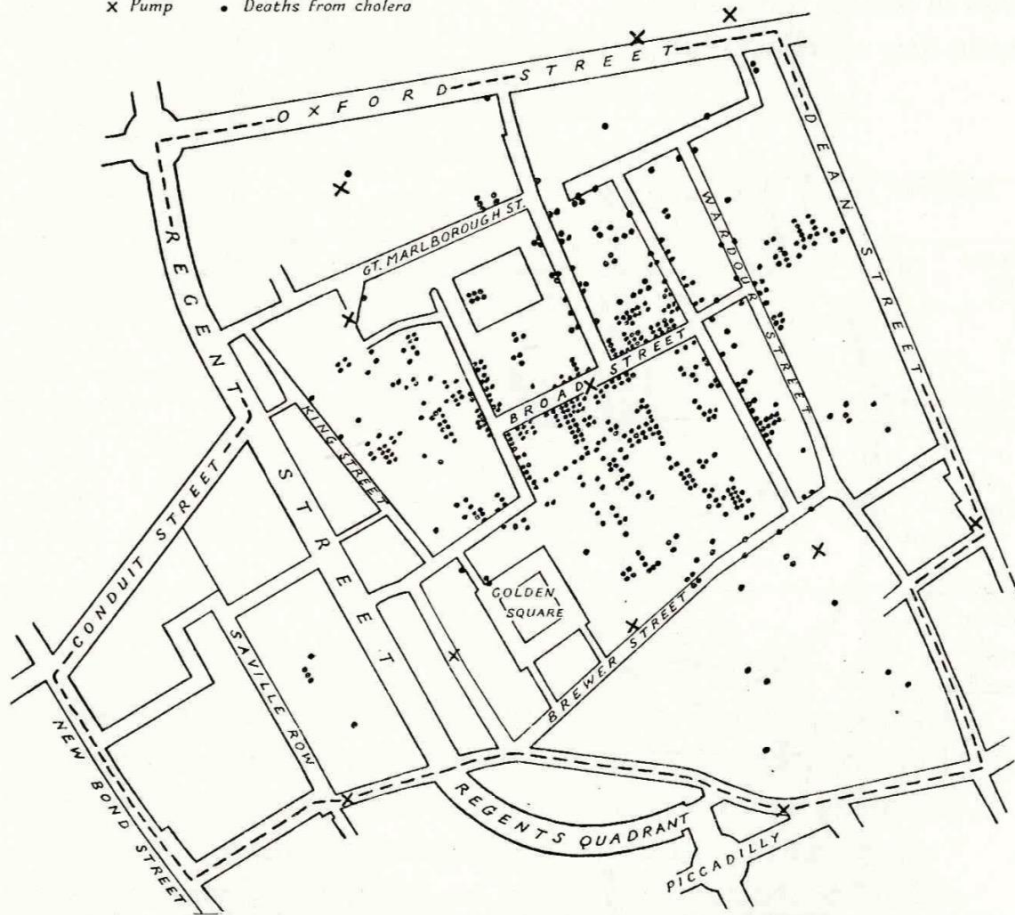 × Pump • Deaths from cholera
OXFORD STREET
DEAN STREET
REGENT STREET
GT. MARLBOROUGH ST.
WARDOUR STREET
BROAD STREET
KING STREET
CONDUIT STREET
GOLDEN
SQUARE
BREWER STREET
SAVILLE ROW
NEW BOND STREET
REGENTS QUADRANT
PICCADILLY